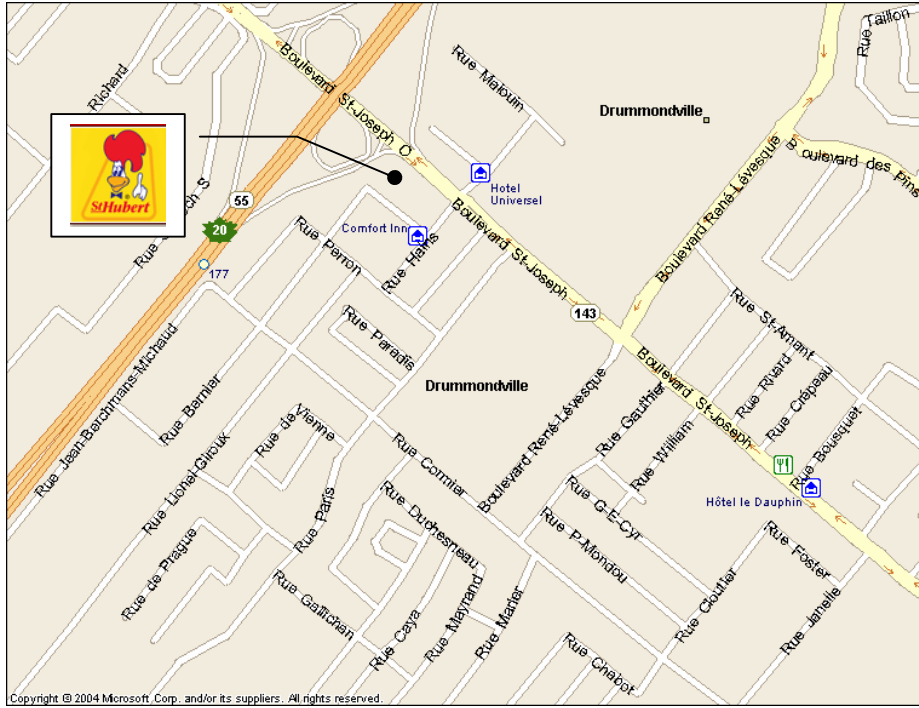 Rue Taillon
Richard
Boulevard St-Joseph O
Rue Malouin
Drummondville
Boulevard René-Lévesque
Boulevard des Pins
StHubert
55
20
177
Hotel
Universel
Comfort Inn
Rue Hains
Rue Perron
Boulevard St-Joseph
143
Rue St-Amant
Rue Paradis
Rue Jean-Berchmans-Michaud
Rue Bernier
Drummondville
Boulevard St-Joseph
Rue Rhard
Rue Crépeau
Rue Bousquet
Rue de
Vienne
Rue Gauthier
Rue William
Boulevard René-Lévesque
Rue Lionel-Giroux
Rue Cormier
Rue Paris
Hôtel le Dauphin
Rue G-E-Cyr
Rue Duchesneau
Rue P-Mondou
Rue Foster
Rue de Prague
Rue Gallichan
Rue Caya
Rue Mayrand
Rue Marler
Rue Cloutier
Rue Janelle
Rue Chabot
Copyright © 2004 Microsoft Corp. and/or its suppliers. All rights reserved.